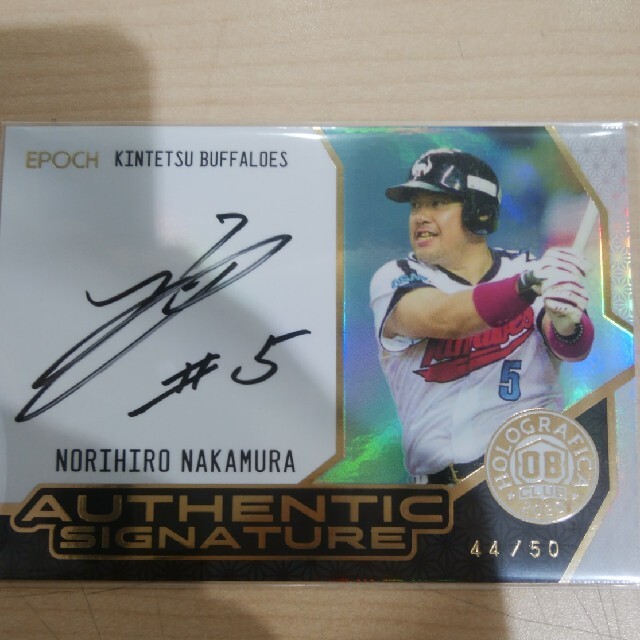 EPOCH KINTETSU BUFFALOES
#5
5
NORIHIRO NAKAMURA
HOLOGRAFICA
OB
CLUB
AUTHENTIC
SIGNATURE
44/50